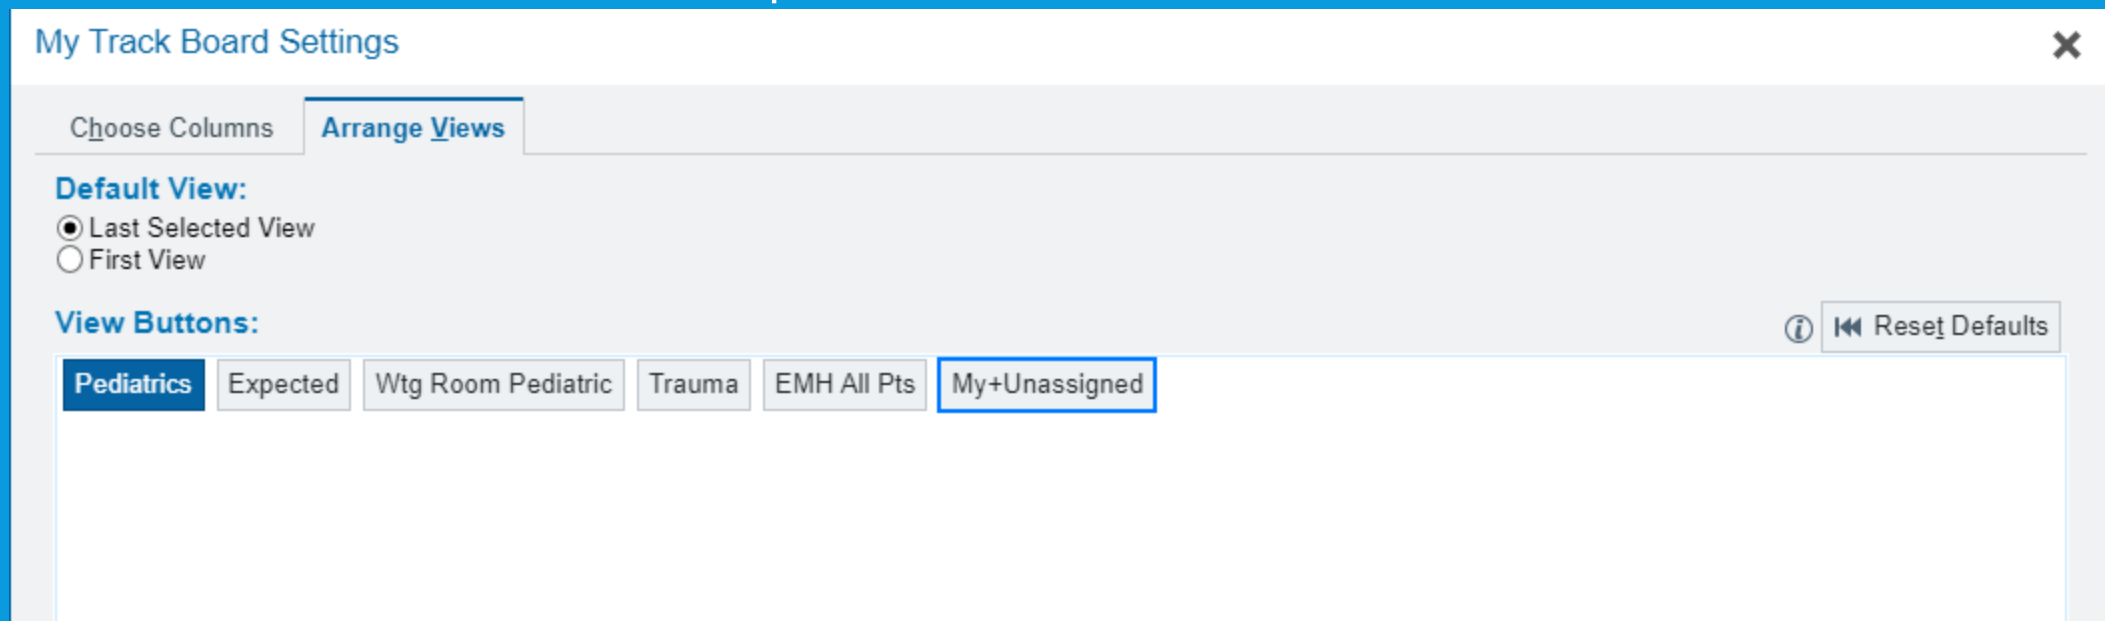 My Track Board Settings
Choose Columns Arrange Views
Default View:
Last Selected View
First View
View Buttons: Reset Defaults
Pediatrics Expected Wtg Room Pediatric Trauma EMH All Pts My+Unassigned